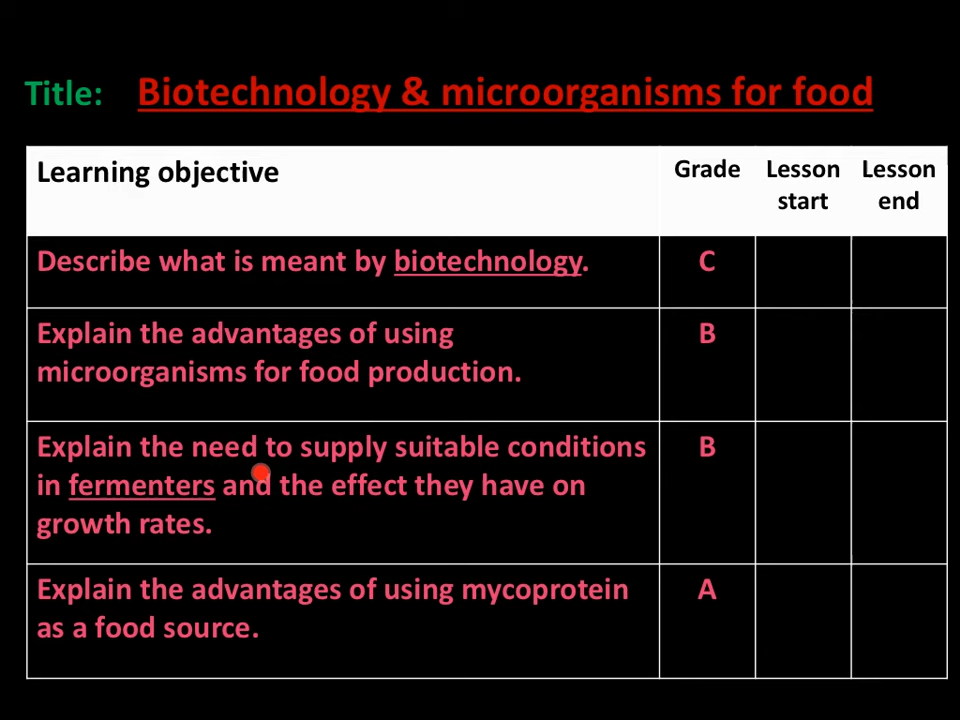 Title: Biotechnology & microorganisms for food
Learning objective Grade Lesson start Lesson end
Describe what is meant by biotechnology. C
Explain the advantages of using B
microorganisms for food production.
Explain the need to supply suitable conditions B
in fermenters and the effect they have on
growth rates.
Explain the advantages of using mycoprotein A
as a food source.